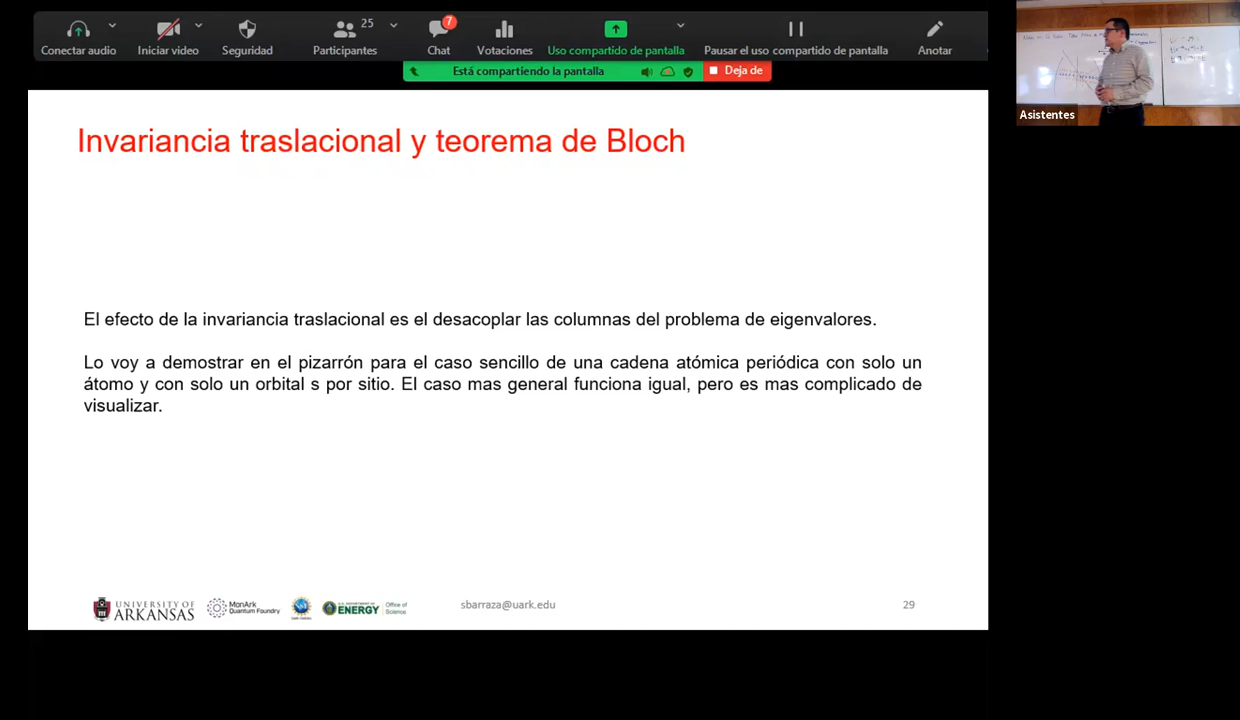 25
7
Conectar audio
Iniciar video
Seguridad
Participantes
Chat
Votaciones
Uso compartido de pantalla
Pausar el uso compartido de pantalla
Anotar
Está compartiendo la pantalla
Deja de
Asistentes
Invariancia traslacional y teorema de Bloch
El efecto de la invariancia traslacional es el desacoplar las columnas del problema de eigenvalores.
Lo voy a demostrar en el pizarrón para el caso sencillo de una cadena atómica periódica con solo un
átomo y con solo un orbital s por sitio. El caso mas general funciona igual, pero es mas complicado de
visualizar.
UNIVERSITY OF
ARKANSAS
MonArk
Quantum Foundry
U.S. DEPARTMENT OF
ENERGY
Office of
Science
sbarraza@uark.edu
29